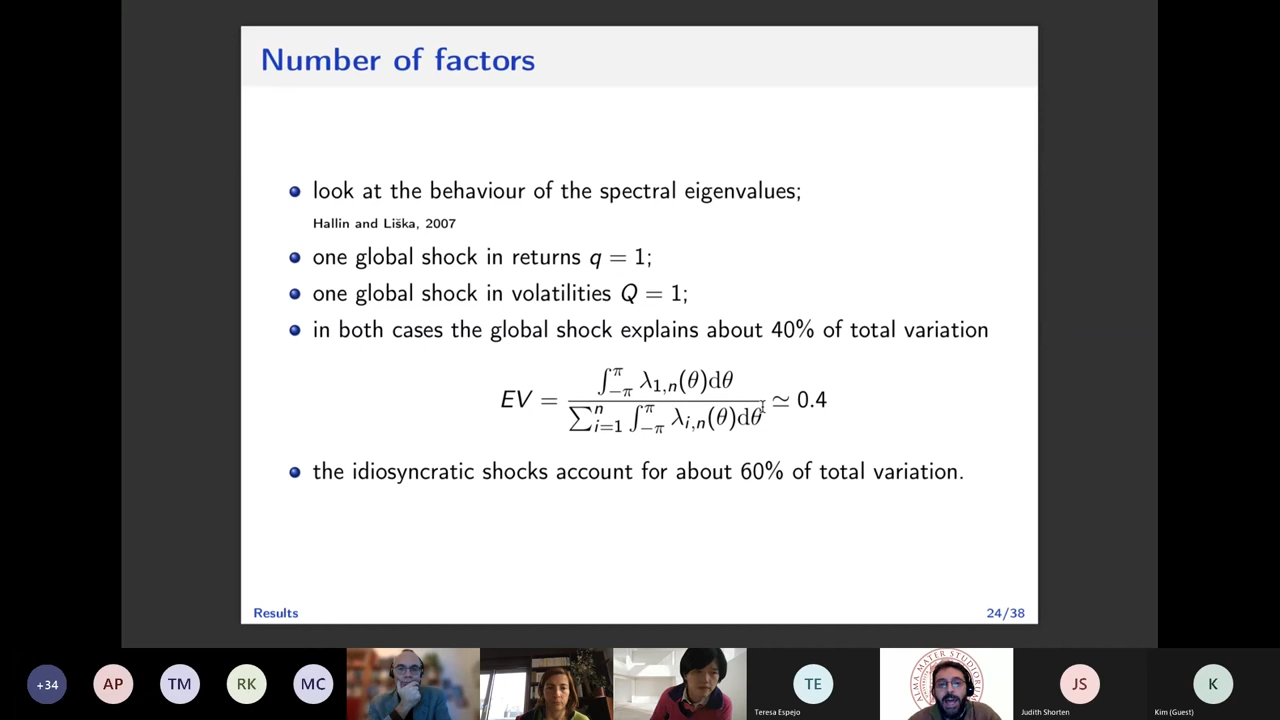 Number of factors
look at the behaviour of the spectral eigenvalues;
Hallin and Liška, 2007
one global shock in returns q = 1;
one global shock in volatilities Q = 1;
in both cases the global shock explains about 40% of total variation
EV = ∫_{-π}^{π} λ_{1,n}(θ)dθ / ∑_{i=1}^{n} ∫_{-π}^{π} λ_{i,n}(θ)dθ ≃ 0.4
the idiosyncratic shocks account for about 60% of total variation.
Results 24/38
+34 AP TM RK MC TE JS K
ALMA MATER STUDIORUM
Teresa Espejo Judith Shorten Kim (Guest)